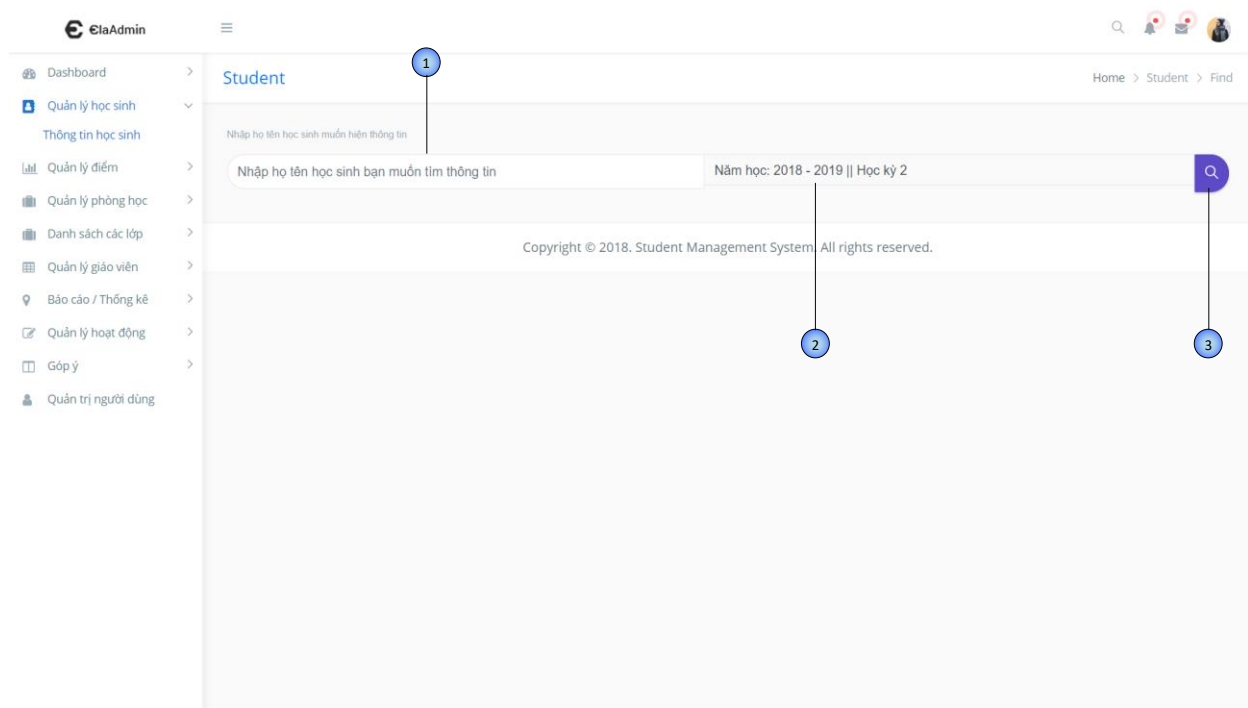 ЄlaAdmin
Dashboard
Quản lý học sinh
Thông tin học sinh
Quản lý điểm
Quản lý phòng học
Danh sách các lớp
Quản lý giáo viên
Báo cáo / Thống kê
Quản lý hoạt động
Góp ý
Quản trị người dùng
1
Student
Home > Student > Find
Nhập họ tên học sinh muốn hiện thông tin
Nhập họ tên học sinh bạn muốn tìm thông tin
Năm học: 2018 - 2019 || Học kỳ 2
Copyright © 2018. Student Management System. All rights reserved.
2
3